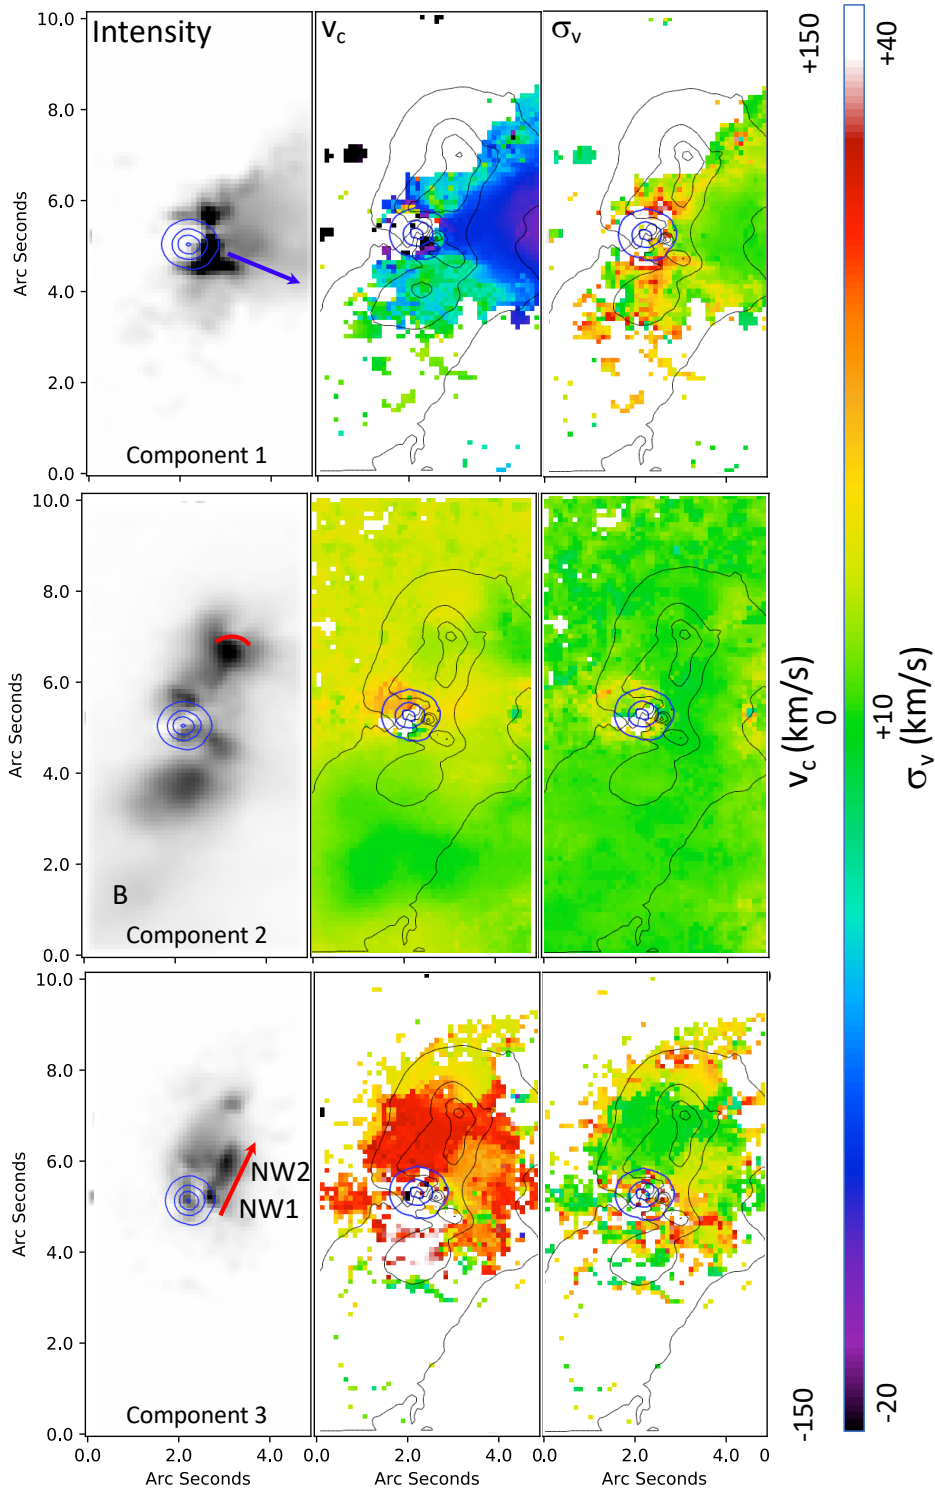 Intensity
v_c
σ_v
+150
+40
10.0
8.0
6.0
4.0
2.0
0.0
Arc Seconds
Component 1
10.0
8.0
6.0
4.0
2.0
0.0
Arc Seconds
B
Component 2
v_c (km/s)
0
+10
σ_v (km/s)
10.0
8.0
6.0
4.0
2.0
0.0
Arc Seconds
NW2
NW1
Component 3
-150
-20
0.0 2.0 4.0 0.0 2.0 4.0 0.0 2.0 4.0 0
Arc Seconds Arc Seconds Arc Seconds